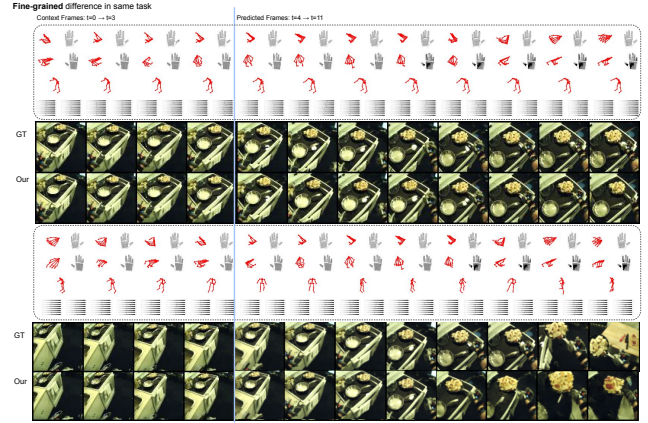 Fine-grained difference in same task
Context Frames: t=0 → t=3
Predicted Frames: t=4 → t=11
GT
Our
GT
Our